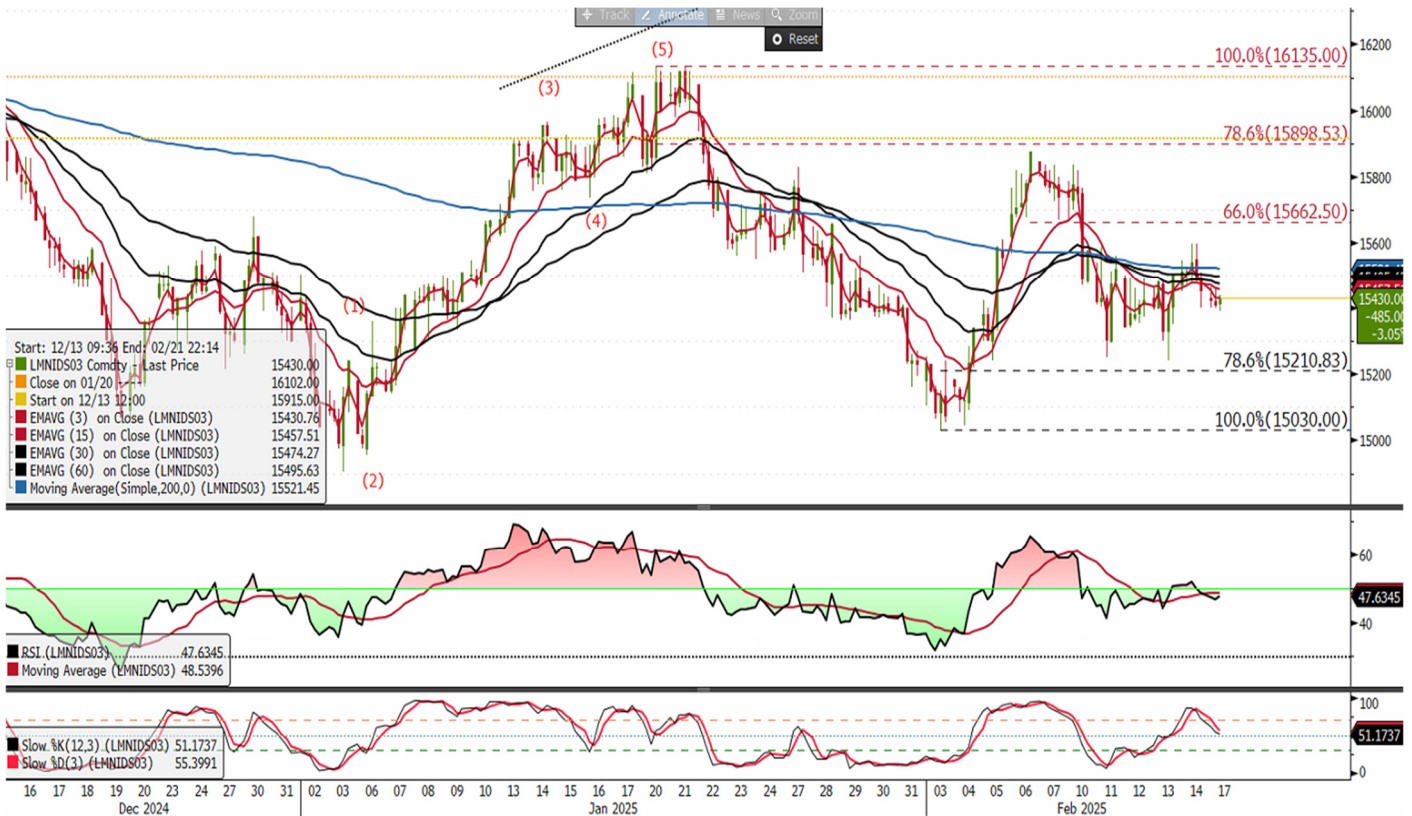 Track Annotate News Zoom
Reset
(5)
(3)
(4)
(1)
(2)
100.0%(16135.00)
78.6%(15898.53)
66.0%(15662.50)
78.6%(15210.83)
100.0%(15030.00)
16200
16000
15800
15600
15430.00
-485.00
-3.05%
15200
15000
Start: 12/13 09:36 End: 02/21 22:14
LMNIDS03 Comdty - Last Price 15430.00
Close on 01/20 ---- 16102.00
Start on 12/13 12:00 15915.00
EMAVG (3) on Close (LMNIDS03) 15430.76
EMAVG (15) on Close (LMNIDS03) 15457.51
EMAVG (30) on Close (LMNIDS03) 15474.27
EMAVG (60) on Close (LMNIDS03) 15495.63
Moving Average(Simple,200,0) (LMNIDS03) 15521.45
60
47.6345
40
RSI (LMNIDS03) 47.6345
Moving Average (LMNIDS03) 48.5396
100
51.1737
0
Slow %K(12,3) (LMNIDS03) 51.1737
Slow %D(3) (LMNIDS03) 55.3991
16 17 18 19 20 23 24 27 30 31 02 03 06 07 08 09 10 13 14 15 16 17 20 21 22 23 24 27 28 29 30 31 03 04 05 06 07 10 11 12 13 14 17
Dec 2024 Jan 2025 Feb 2025